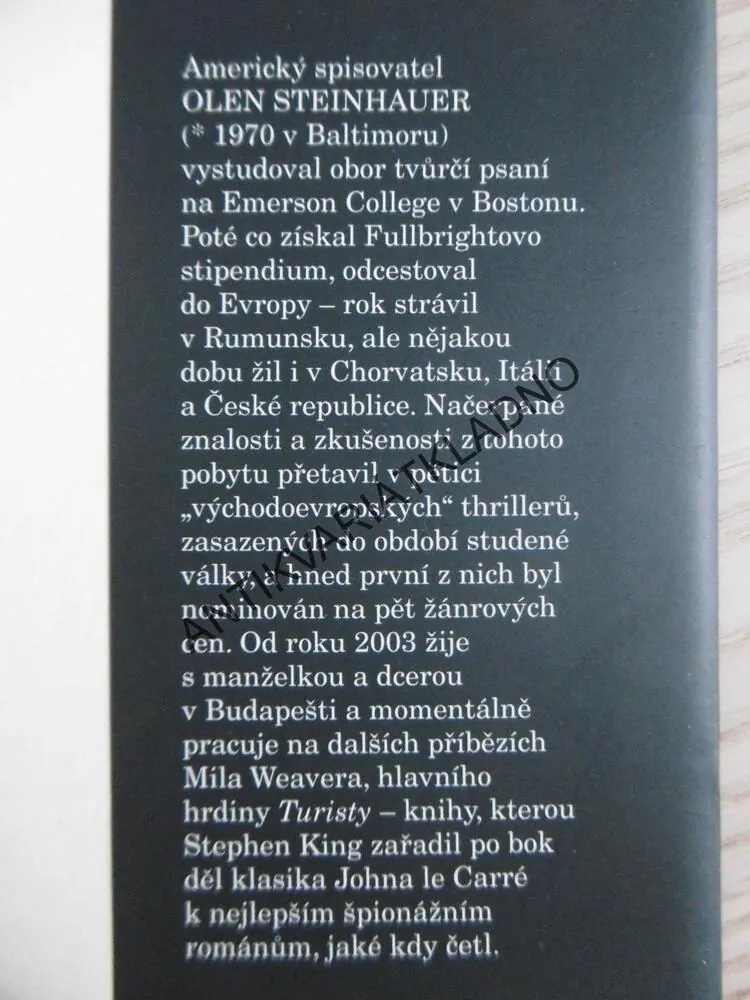 Americký spisovatel
OLEN STEINHAUER
(* 1970 v Baltimoru)
vystudoval obor tvůrčí psaní
na Emerson College v Bostonu.
Poté co získal Fullbrightovo
stipendium, odcestoval
do Evropy – rok strávil
v Rumunsku, ale nějakou
dobu žil i v Chorvatsku, Itálii
a České republice. Načerpané
znalosti a zkušenosti z tohoto
pobytu přetavil v pětici
„východoevropských“ thrillerů,
zasazených do období studené
války, a hned první z nich byl
nominován na pět žánrových
cen. Od roku 2003 žije
s manželkou a dcerou
v Budapešti a momentálně
pracuje na dalších příbězích
Mila Weavera, hlavního
hrdiny Turisty – knihy, kterou
Stephen King zařadil po bok
děl klasika Johna le Carré
k nejlepším špionážním
románům, jaké kdy četl.
ANTIKVARIATKLADNO